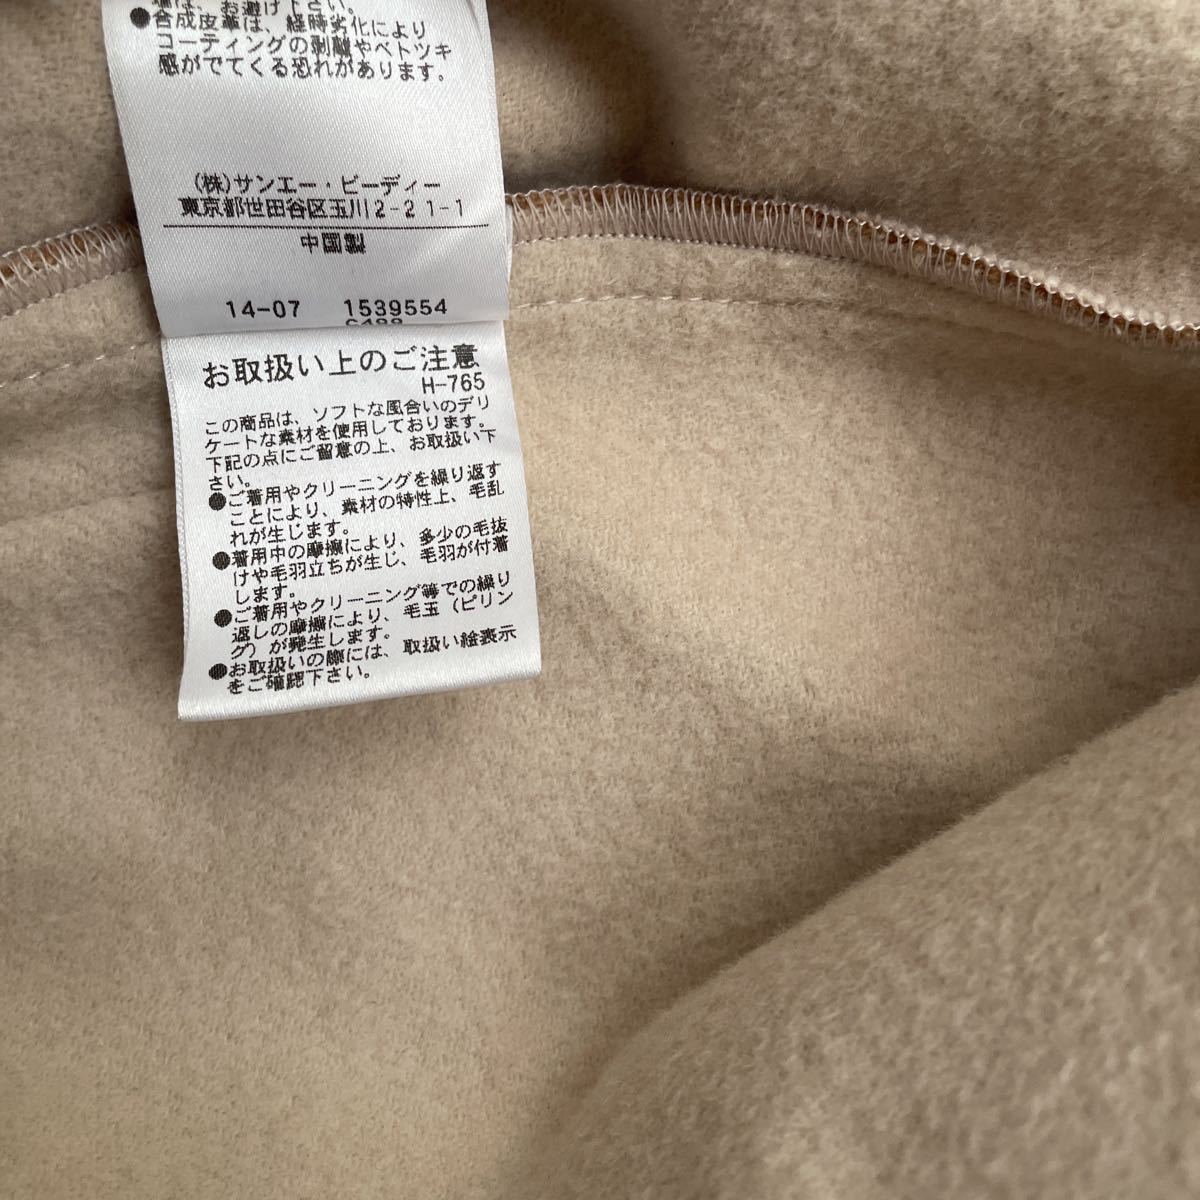 お避け下さい。
●合成皮革は、経時劣化により
コーティングの剥離やベトツキ
感がでてくる恐れがあります。
(株)サンエー・ビーディー
東京都世田谷区玉川2-21-1
中国製
14-07 1539554
お取扱い上のご注意
H-765
この商品は、ソフトな風合いのデリ
ケートな素材を使用しております。
下記の点にご留意の上、お取扱い下
さい。
●ご着用やクリーニングを繰り返す
ことにより、素材の特性上、毛乱
れが生じます。
●着用中の摩擦により、多少の毛抜
けや毛羽立ちが生じ、毛羽が付着
します。
●ご着用やクリーニング等での繰り
返しの摩擦により、毛玉(ピリン
グ)が発生します。
●お取扱いの際には、取扱い絵表示
をご確認下さい。